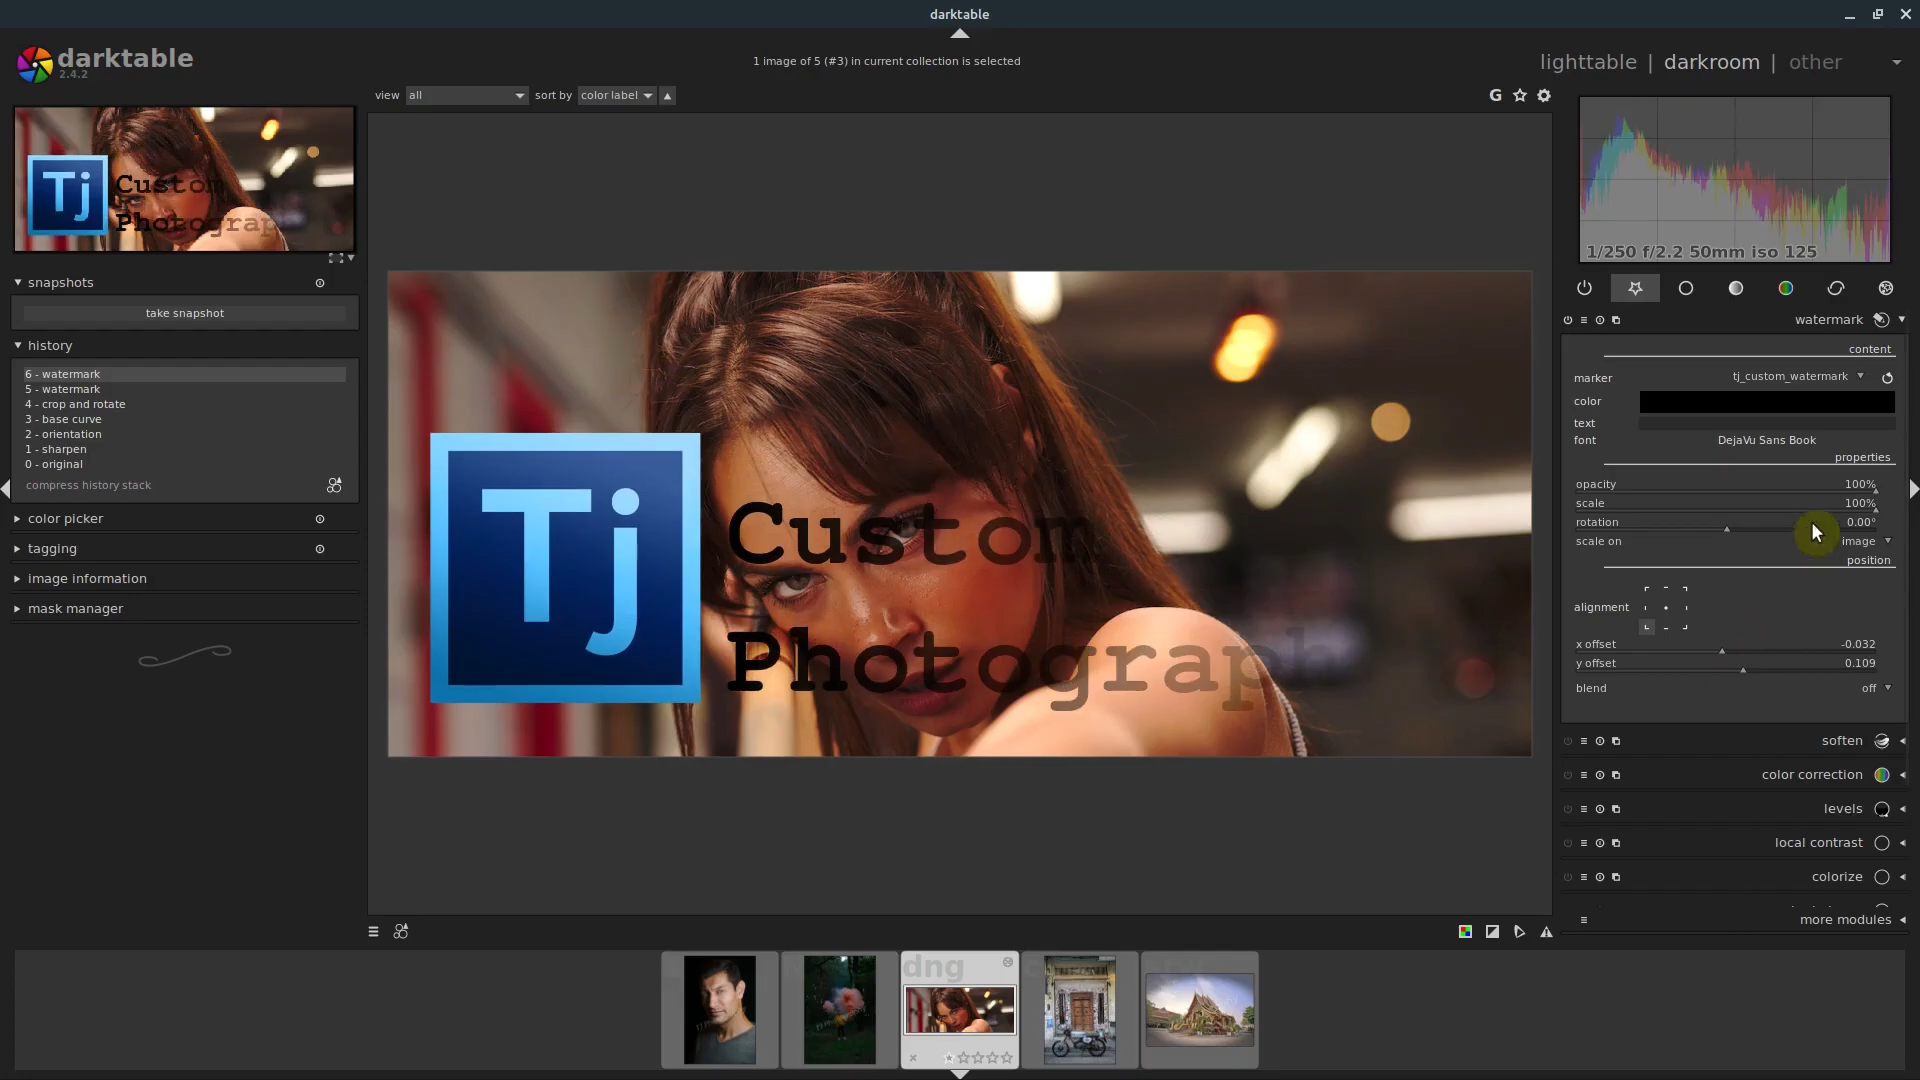 darktable
darktable
2.4.2
1 image of 5 (#3) in current collection is selected
lighttable | darkroom | other
view all sort by color label
G
Tj Custom
Photograp
1/250 f/2.2 50mm iso 125
snapshots
take snapshot
history
6 - watermark
5 - watermark
4 - crop and rotate
3 - base curve
2 - orientation
1 - sharpen
0 - original
compress history stack
color picker
tagging
image information
mask manager
Tj
Custom
Photograph
watermark
content
marker tj_custom_watermark
color
text
font DejaVu Sans Book
properties
opacity 100%
scale 100%
rotation 0.00°
scale on image
position
alignment
x offset -0.032
y offset 0.109
blend off
soften
color correction
levels
local contrast
colorize
more modules
dng